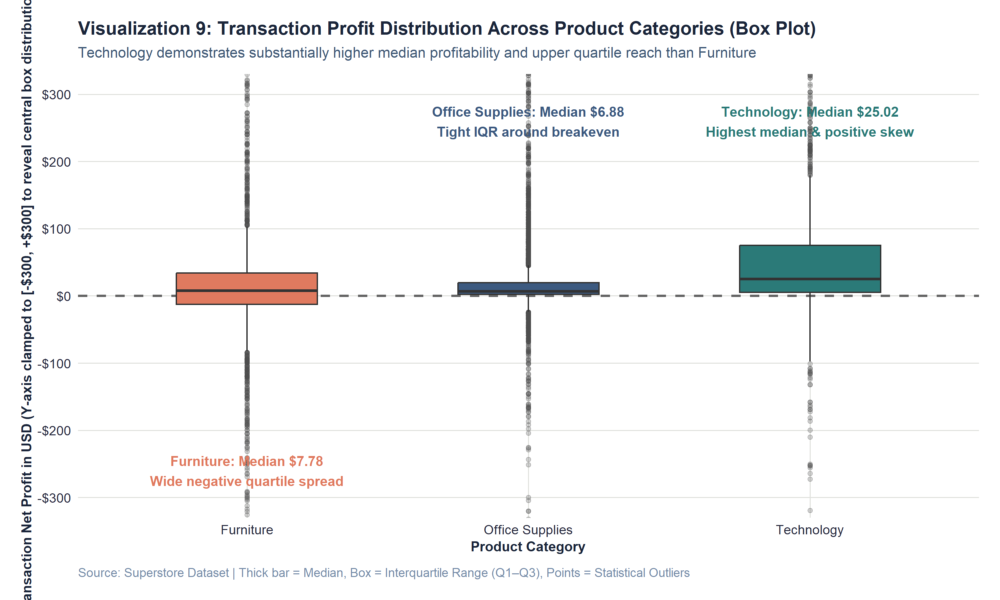 Visualization 9: Transaction Profit Distribution Across Product Categories (Box Plot)
Technology demonstrates substantially higher median profitability and upper quartile reach than Furniture
Net Profit in USD (Y-axis clamped to [-$300, +$300] to reveal central box
$300
$200
$100
$0
-$100
-$200
-$300
Office Supplies: Median $6.88
Tight IQR around breakeven
Technology: Median $25.02
Highest median & positive skew
Furniture: Median $7.78
Wide negative quartile spread
Furniture
Office Supplies
Technology
Product Category
Source: Superstore Dataset | Thick bar = Median, Box = Interquartile Range (Q1–Q3), Points = Statistical Outliers